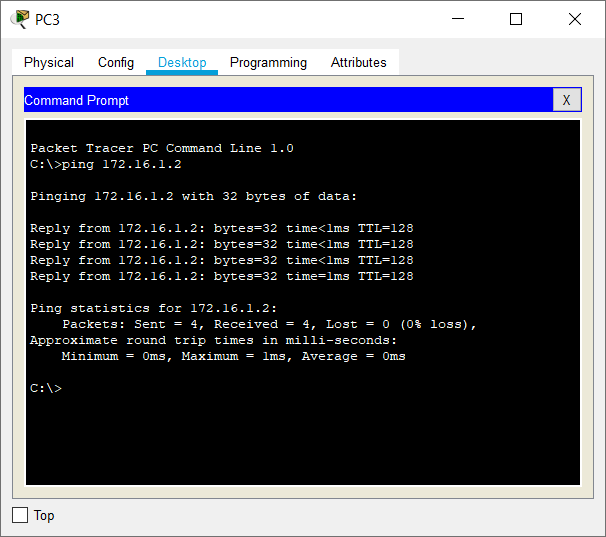 PC3
Physical Config Desktop Programming Attributes
Command Prompt
X
Packet Tracer PC Command Line 1.0
C:\>ping 172.16.1.2
Pinging 172.16.1.2 with 32 bytes of data:
Reply from 172.16.1.2: bytes=32 time<1ms TTL=128
Reply from 172.16.1.2: bytes=32 time<1ms TTL=128
Reply from 172.16.1.2: bytes=32 time<1ms TTL=128
Reply from 172.16.1.2: bytes=32 time=1ms TTL=128
Ping statistics for 172.16.1.2:
    Packets: Sent = 4, Received = 4, Lost = 0 (0% loss),
Approximate round trip times in milli-seconds:
    Minimum = 0ms, Maximum = 1ms, Average = 0ms
C:\>
Top